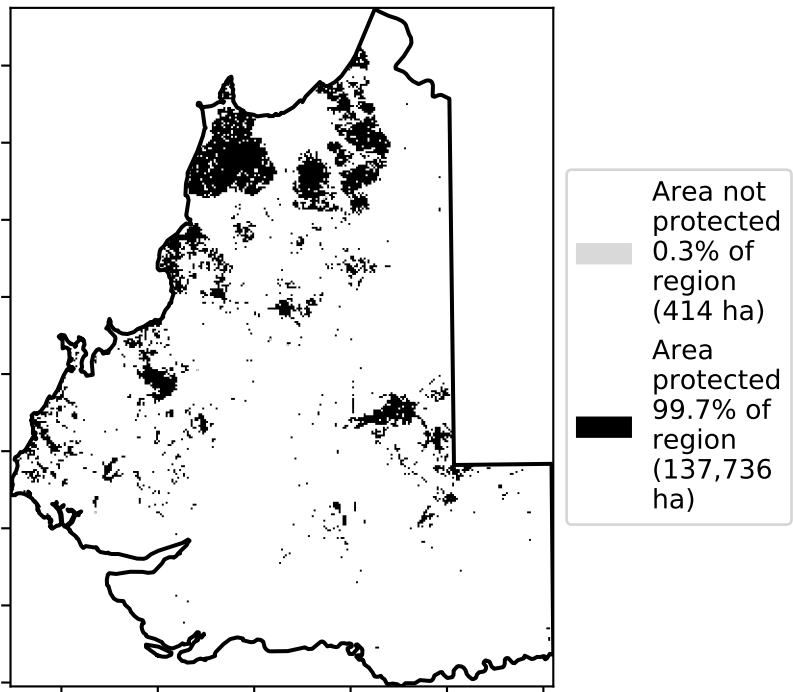 Area not
protected
0.3% of
region
(414 ha)
Area
protected
99.7% of
region
(137,736
ha)